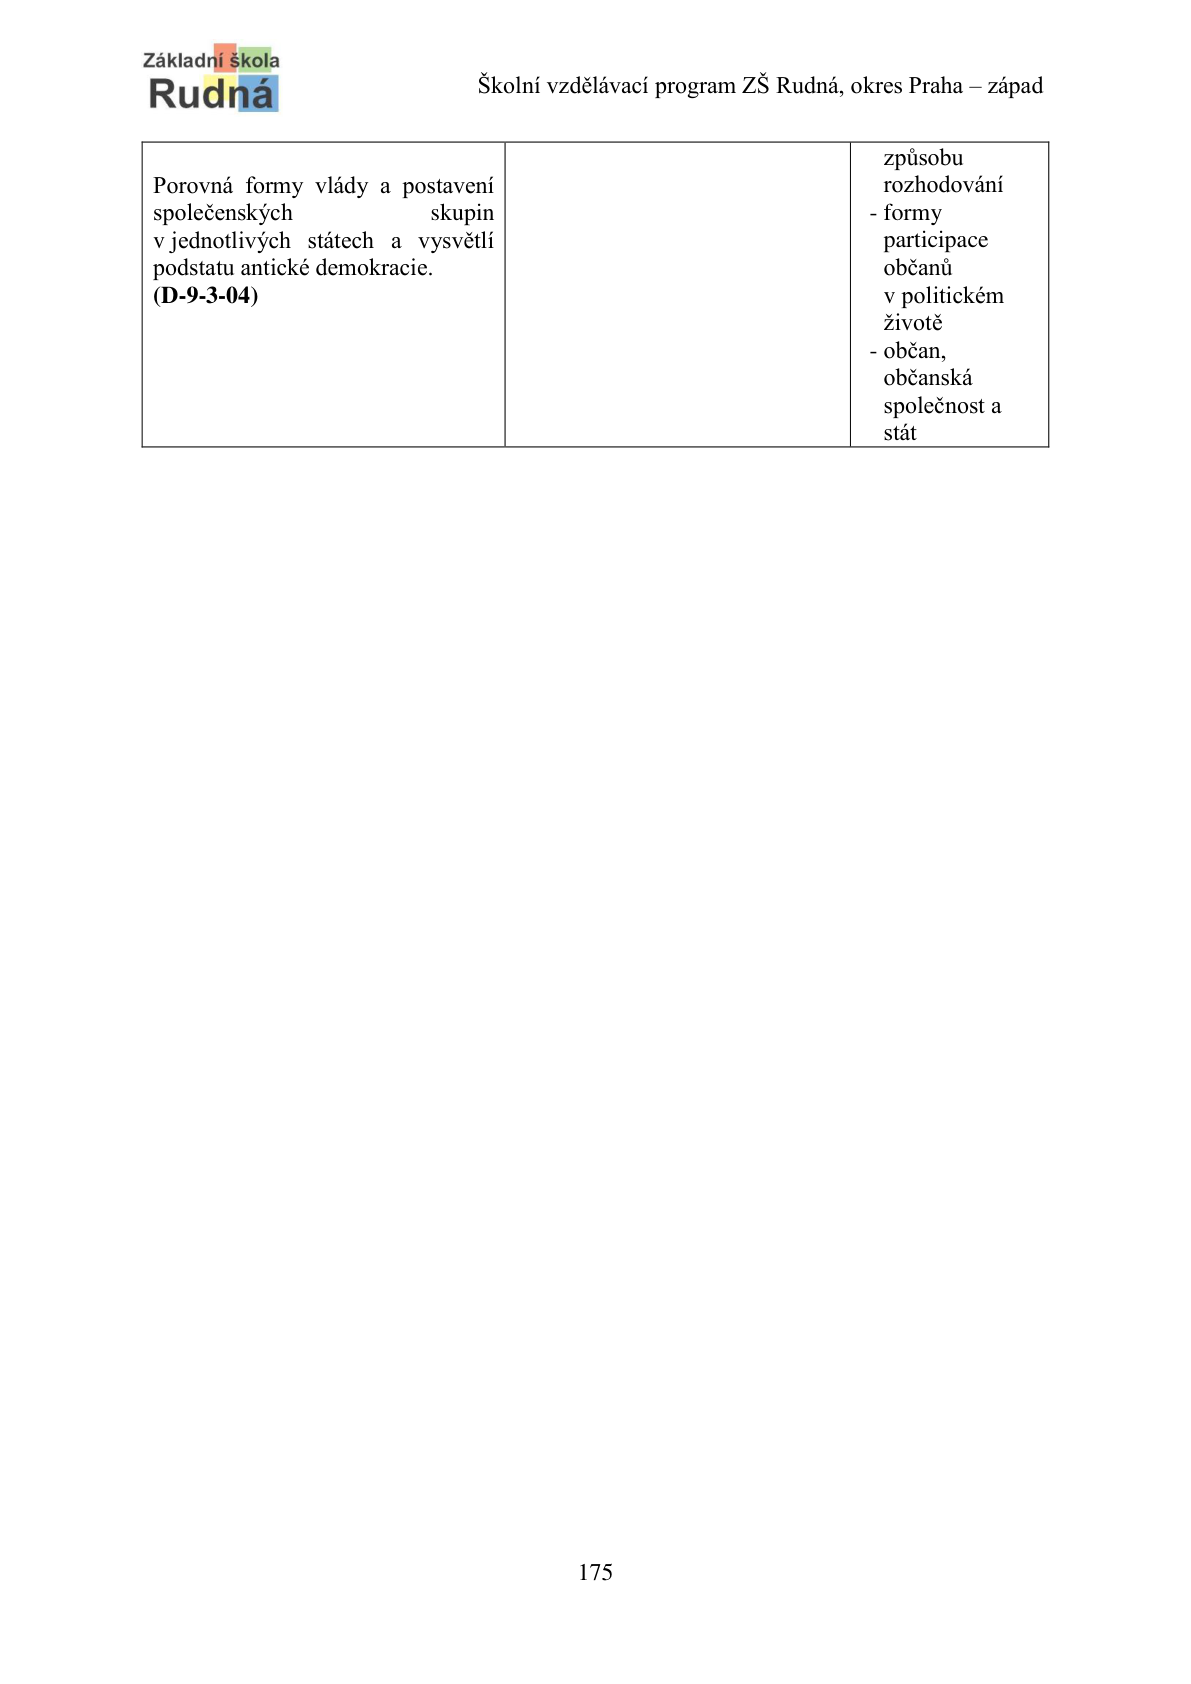 Základní škola
Rudná
Školní vzdělávací program ZŠ Rudná, okres Praha – západ
Porovná formy vlády a postavení
společenských skupin
v jednotlivých státech a vysvětlí
podstatu antické demokracie.
(D-9-3-04)
způsobu
rozhodování
- formy
participace
občanů
v politickém
životě
- občan,
občanská
společnost a
stát
175